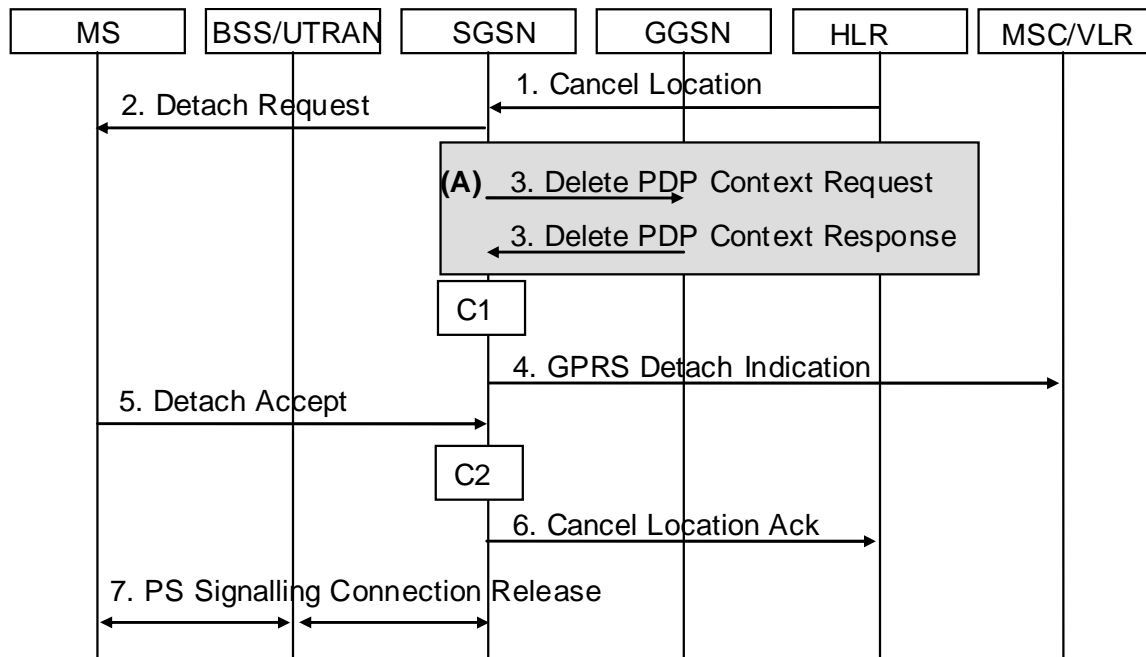 MS BSS/UTRAN SGSN GGSN HLR MSC/VLR
1. Cancel Location
2. Detach Request
(A) 3. Delete PDP Context Request
3. Delete PDP Context Response
C1
4. GPRS Detach Indication
5. Detach Accept
C2
6. Cancel Location Ack
7. PS Signalling Connection Release